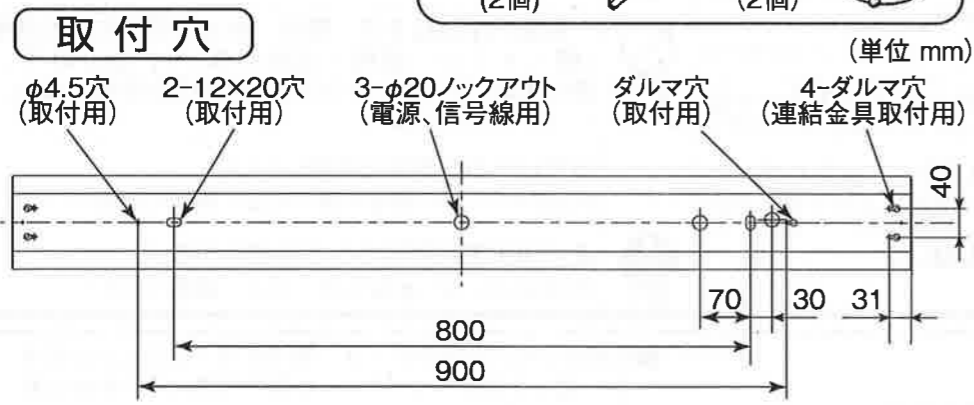 (2個)
(2個)
取付穴
(単位 mm)
φ4.5穴
(取付用)
2-12×20穴
(取付用)
3-φ20ノックアウト
(電源、信号線用)
ダルマ穴
(取付用)
4-ダルマ穴
(連結金具取付用)
40
70
30
31
800
900